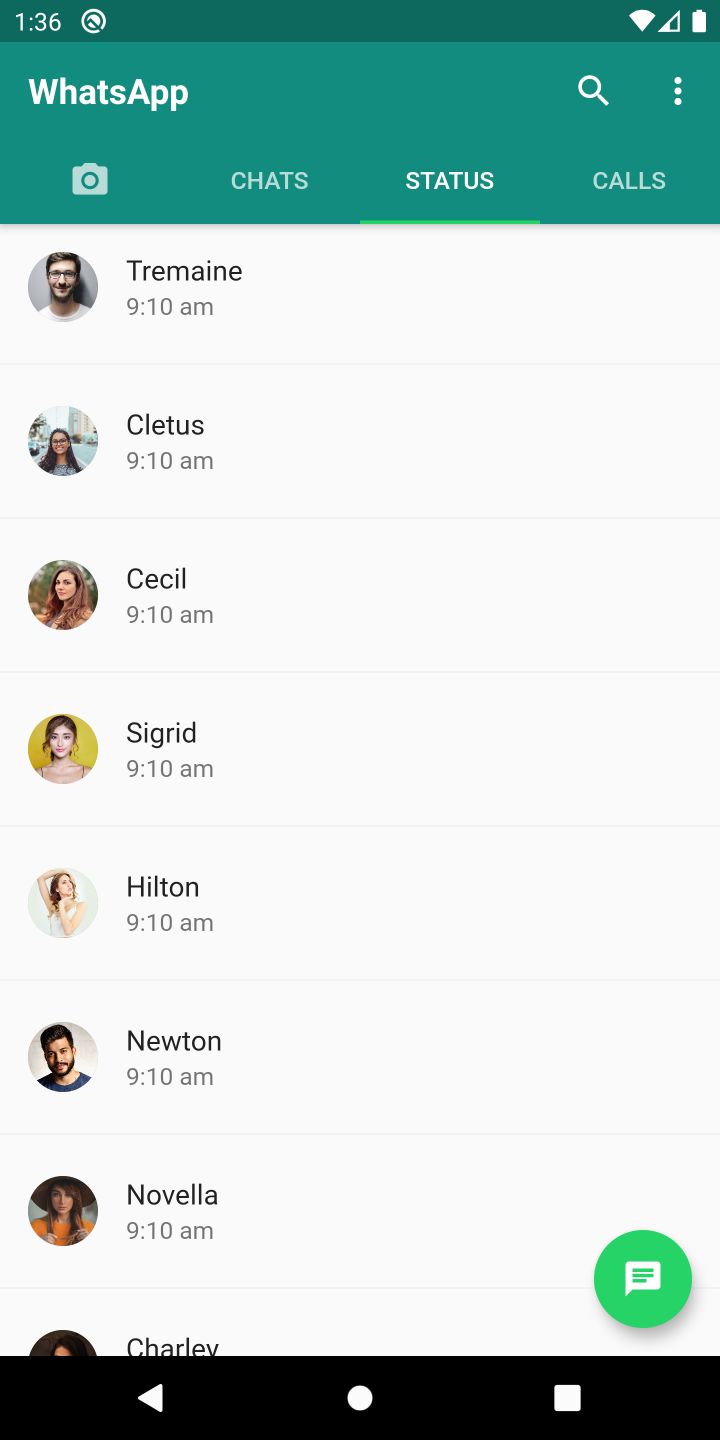 1:36
WhatsApp
CHATS
STATUS
CALLS
Tremaine
9:10 am
Cletus
9:10 am
Cecil
9:10 am
Sigrid
9:10 am
Hilton
9:10 am
Newton
9:10 am
Novella
9:10 am
Charley